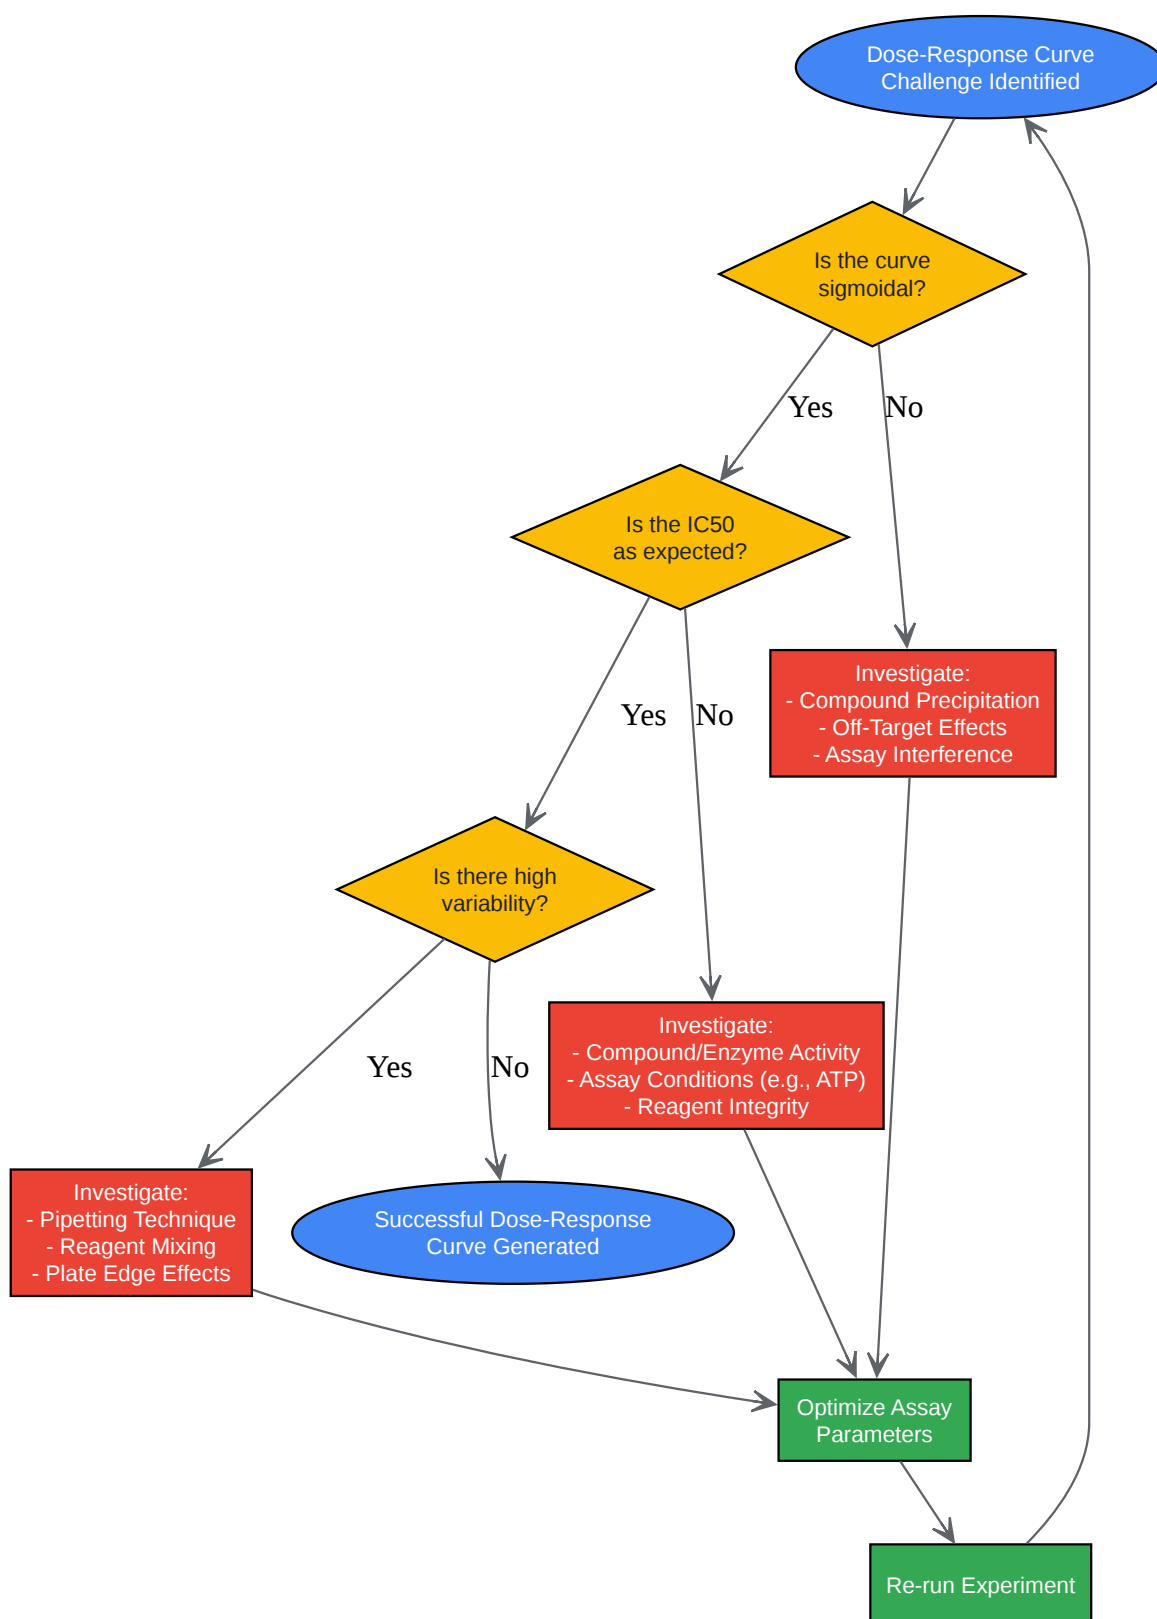 Dose-Response Curve
Challenge Identified
Is the curve
sigmoidal?
Yes
No
Is the IC50
as expected?
Yes
No
Investigate:
- Compound Precipitation
- Off-Target Effects
- Assay Interference
Is there high
variability?
Yes
No
Investigate:
- Compound/Enzyme Activity
- Assay Conditions (e.g., ATP)
- Reagent Integrity
Investigate:
- Pipetting Technique
- Reagent Mixing
- Plate Edge Effects
Successful Dose-Response
Curve Generated
Optimize Assay
Parameters
Re-run Experiment